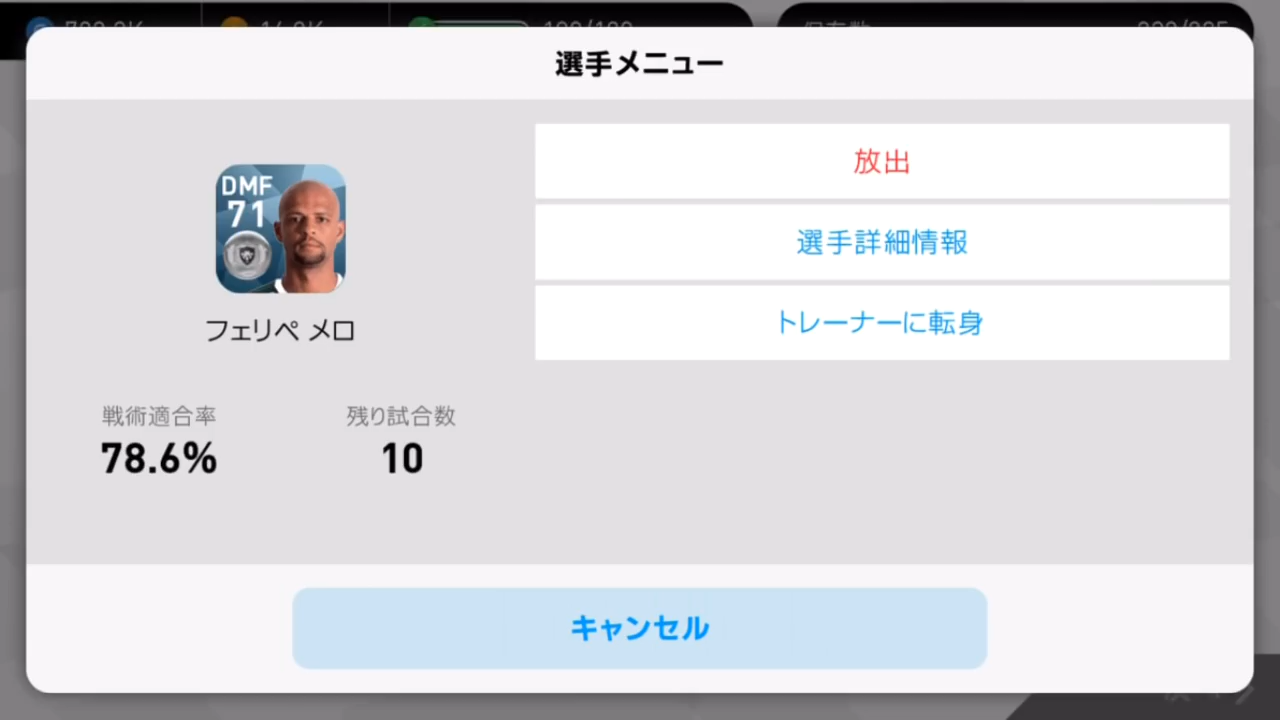 選手メニュー
DMF
71
フェリペ メロ
戦術適合率
残り試合数
78.6%
10
放出
選手詳細情報
トレーナーに転身
キャンセル